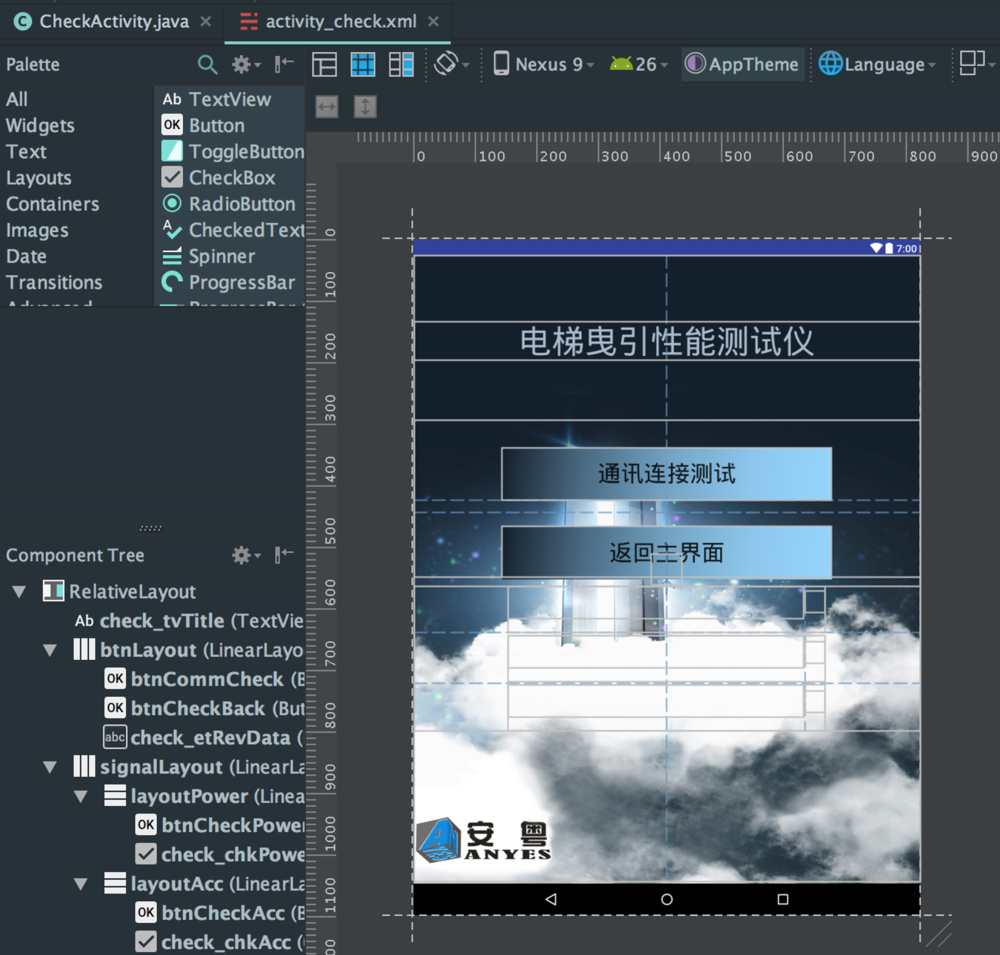 CheckActivity.java
activity_check.xml
Palette
Nexus 9
26
AppTheme
Language
All
Widgets
Text
Layouts
Containers
Images
Date
Transitions
Advanced
Ab TextView
OK Button
ToggleButton
CheckBox
RadioButton
CheckedText
Spinner
ProgressBar
ProgressBar
0 100 200 300 400 500 600 700 800 900
0
100
200
300
400
500
600
700
800
900
1000
1100
7:00
电梯曳引性能测试仪
通讯连接测试
返回主界面
安 粤
ANYES
Component Tree
RelativeLayout
Ab check_tvTitle (TextVie
btnLayout (LinearLayo
OK btnCommCheck (B
OK btnCheckBack (But
abc check_etRevData (
signalLayout (LinearLa
layoutPower (Linea
OK btnCheckPower
check_chkPowe
layoutAcc (LinearLa
OK btnCheckAcc (B
check_chkAcc (